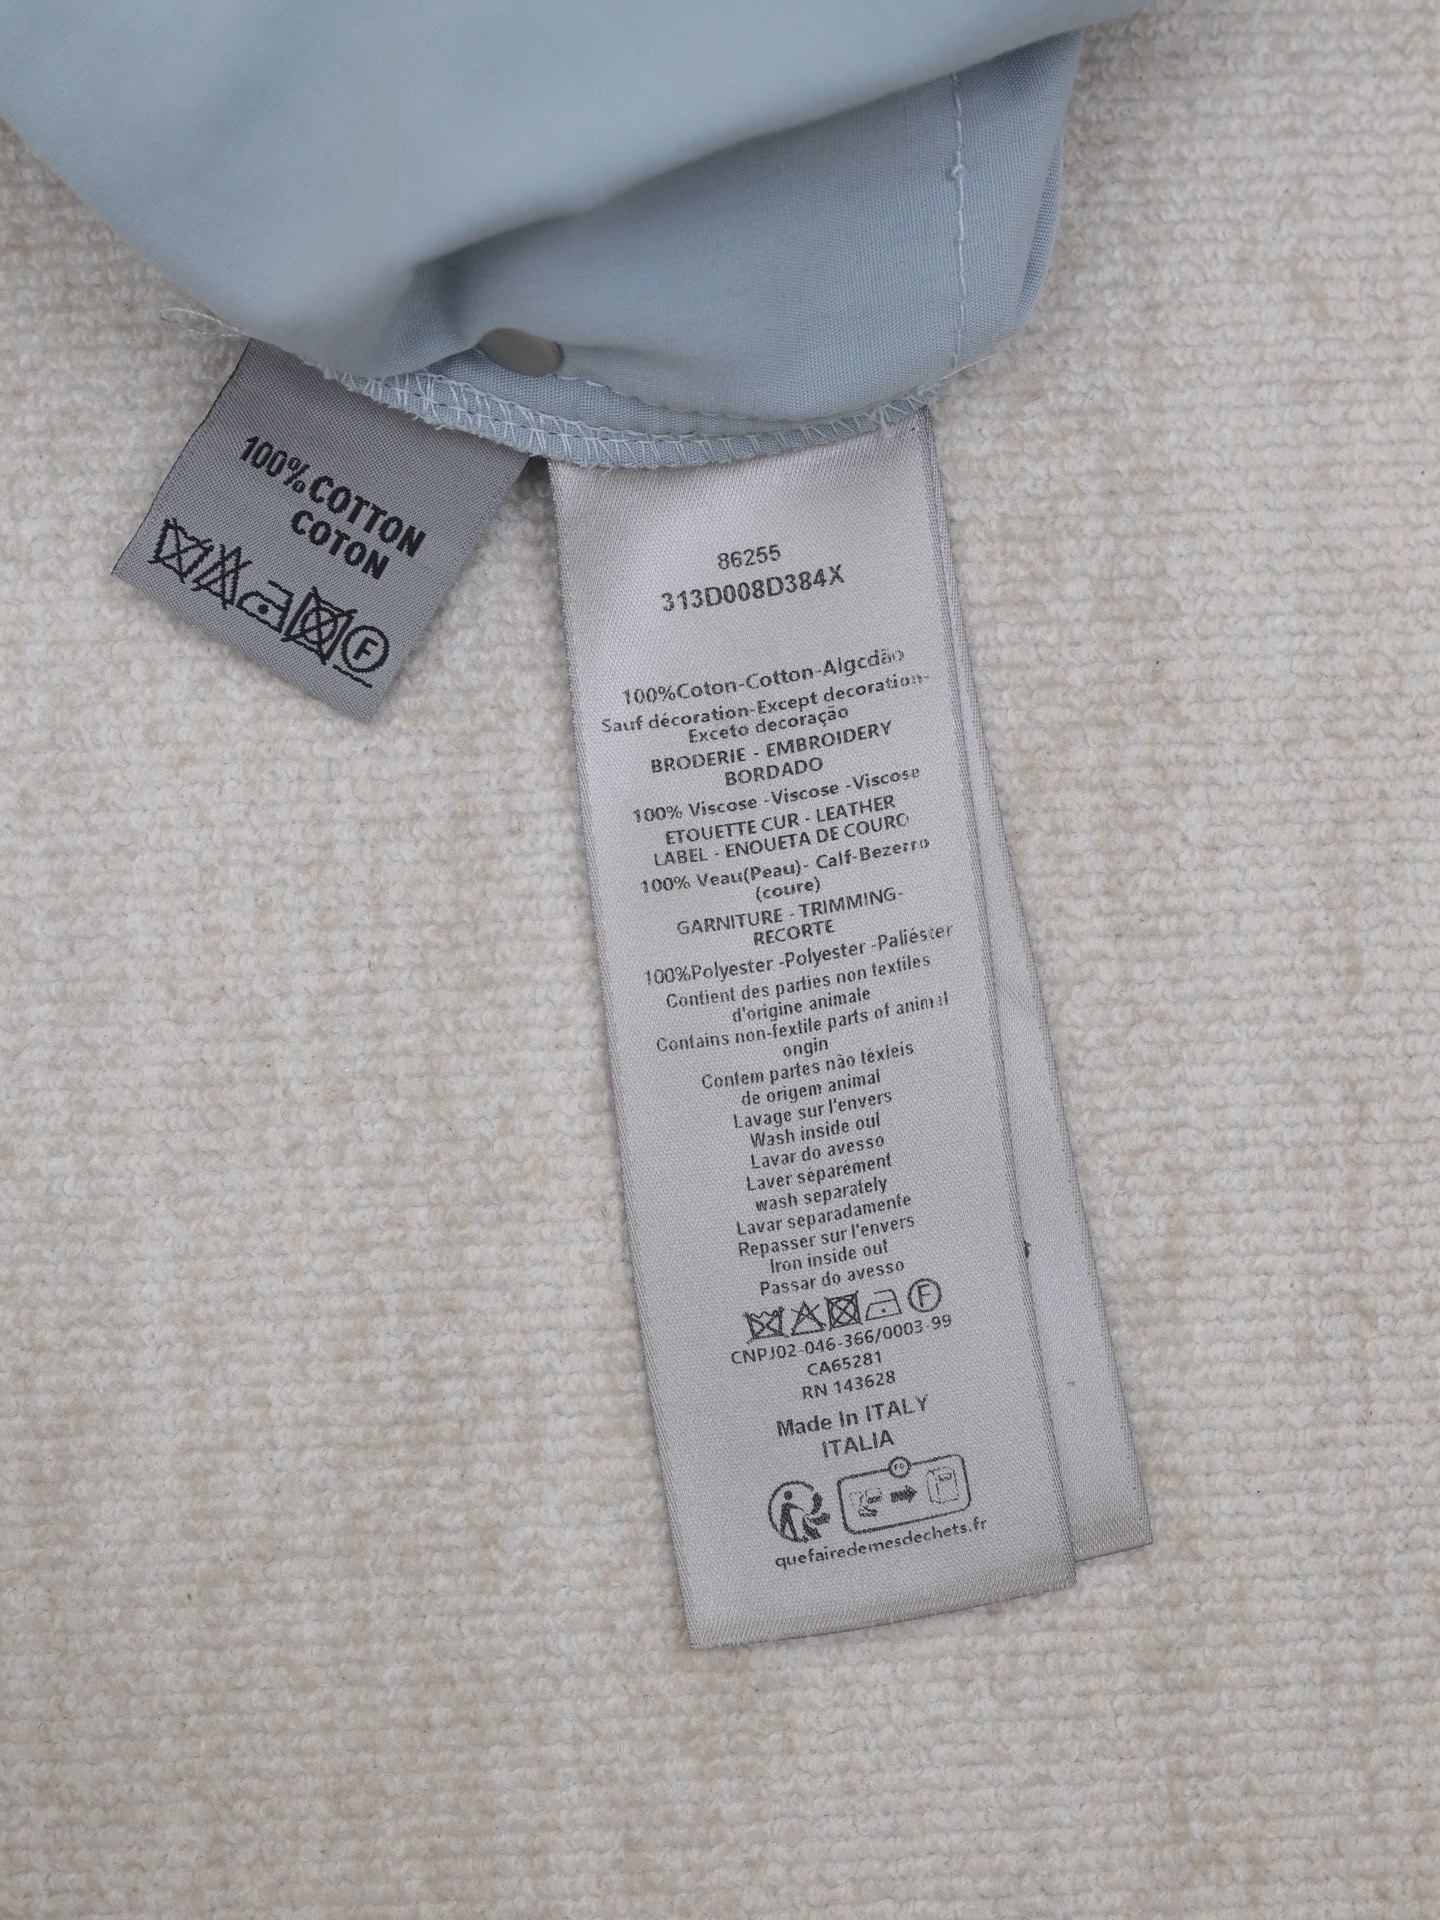 100%COTTON
COTON
F
86255
313D008D384X
100%Coton-Cotton-Algcdão
Sauf décoration-Except decoration-
Exceto decoração
BRODERIE - EMBROIDERY
BORDADO
100% Viscose -Viscose -Viscose
ETOUETTE CUR - LEATHER
LABEL - ENOUETA DE COURO
100% Veau(Peau)- Calf-Bezerro
(coure)
GARNITURE - TRIMMING-
RECORTE
100%Polyester -Polyester -Paliéster
Contient des parties non textiles
d'origine animale
Contains non-fextile parts of animal
ongin
Contem partes não téxleis
de origem animal
Lavage sur l'envers
Wash inside oul
Lavar do avesso
Laver séparément
wash separately
Lavar separadamente
Repasser sur l'envers
Iron inside out
Passar do avesso
F
CNPJ02-046-366/0003-99
CA65281
RN 143628
Made In ITALY
ITALIA
quefairedemesdechets.fr